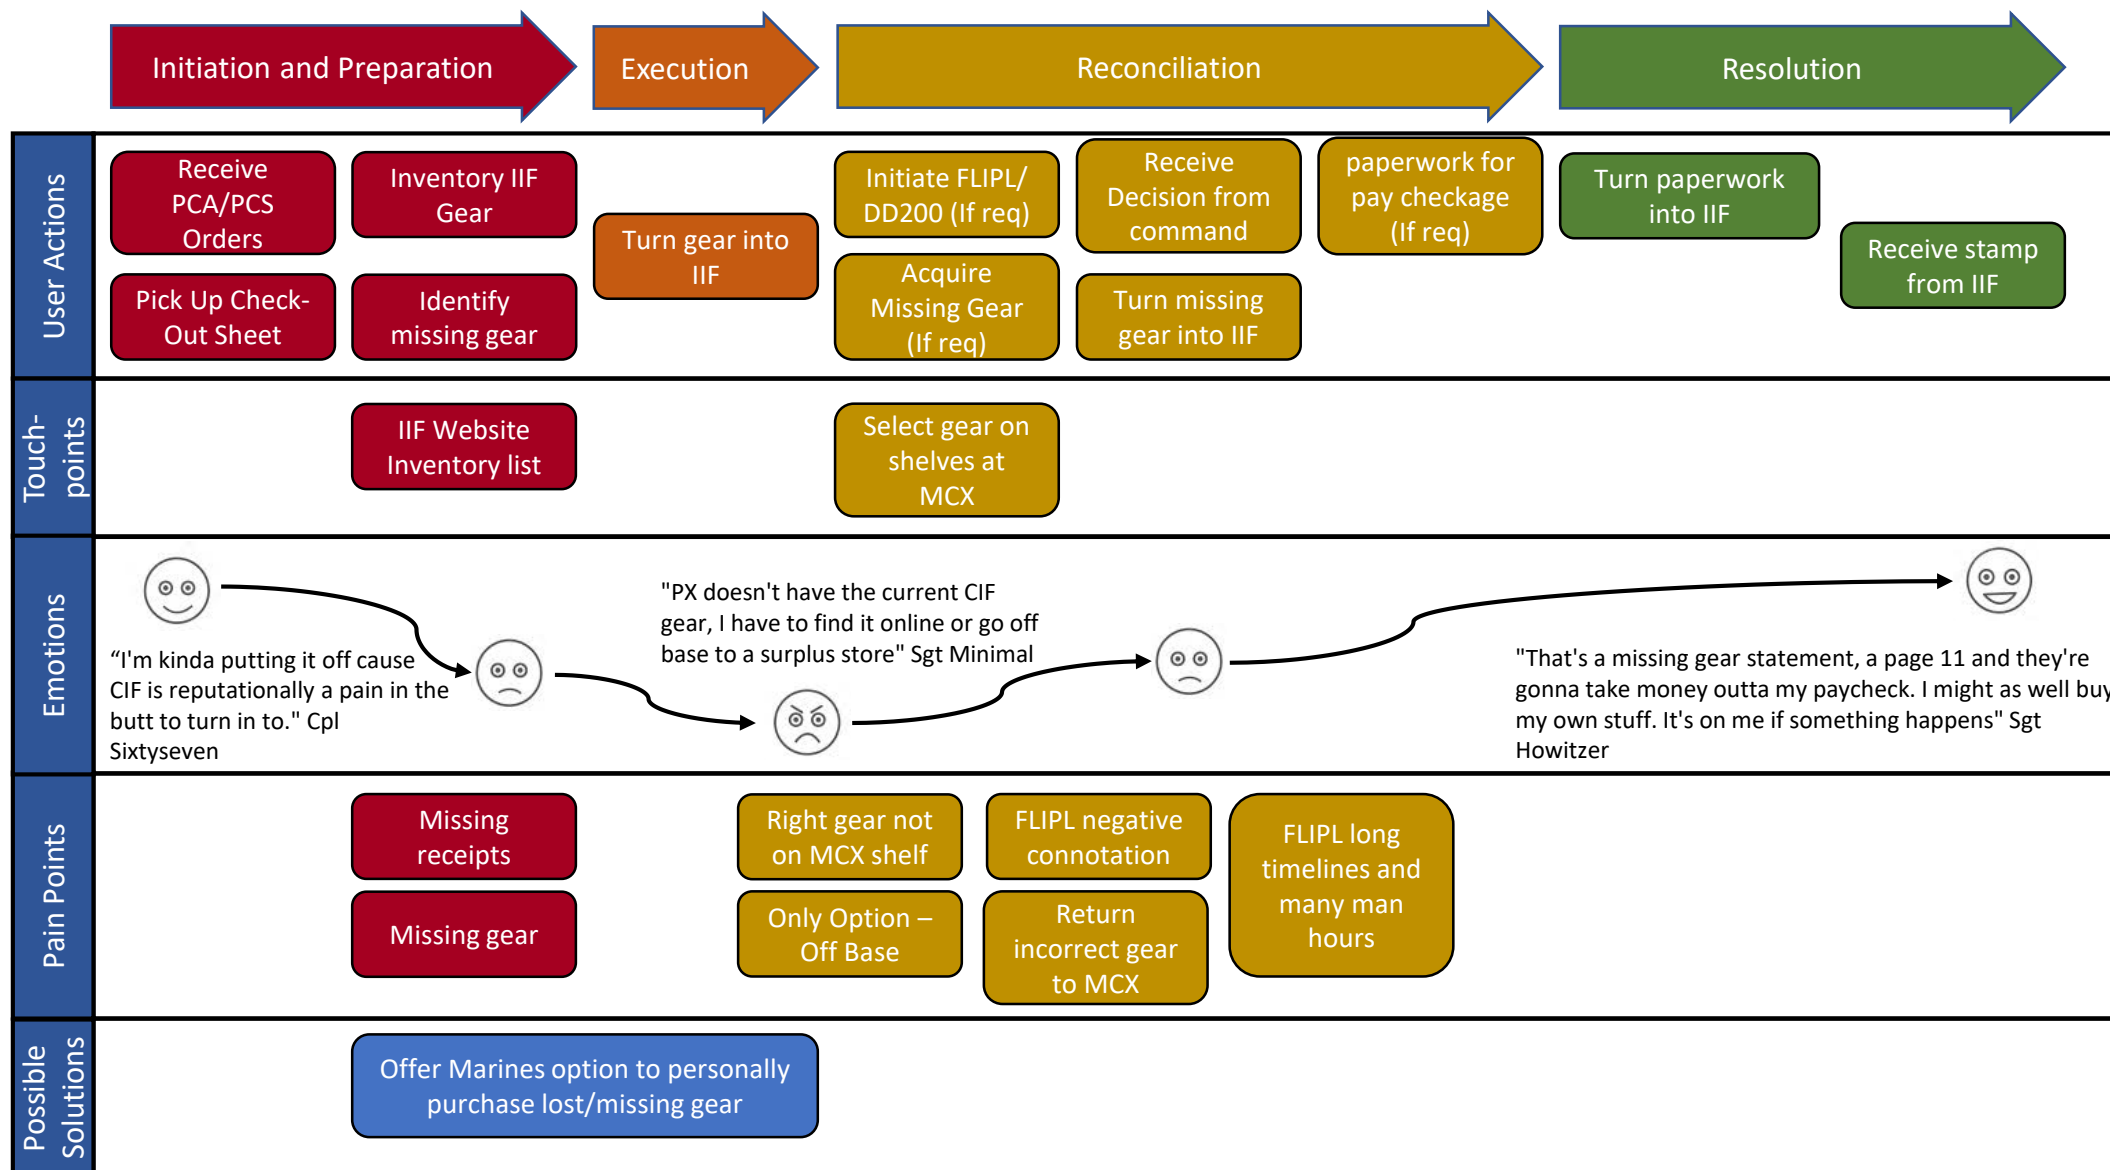 Initiation and Preparation
Execution
Reconciliation
Resolution
User Actions
Receive
PCA/PCS
Orders
Inventory IIF
Gear
Pick Up Check-
Out Sheet
Identify
missing gear
Turn gear into
IIF
Initiate FLIPL/
DD200 (If req)
Receive
Decision from
command
paperwork for
pay checkage
(If req)
Acquire
Missing Gear
(If req)
Turn missing
gear into IIF
Turn paperwork
into IIF
Receive stamp
from IIF
Touch-
points
IIF Website
Inventory list
Select gear on
shelves at
MCX
Emotions
“I'm kinda putting it off cause
CIF is reputationally a pain in the
butt to turn in to." Cpl
Sixtyseven
"PX doesn't have the current CIF
gear, I have to find it online or go off
base to a surplus store" Sgt Minimal
"That's a missing gear statement, a page 11 and they're
gonna take money outta my paycheck. I might as well buy
my own stuff. It's on me if something happens" Sgt
Howitzer
Pain Points
Missing
receipts
Missing gear
Right gear not
on MCX shelf
Only Option –
Off Base
FLIPL negative
connotation
Return
incorrect gear
to MCX
FLIPL long
timelines and
many man
hours
Possible
Solutions
Offer Marines option to personally
purchase lost/missing gear